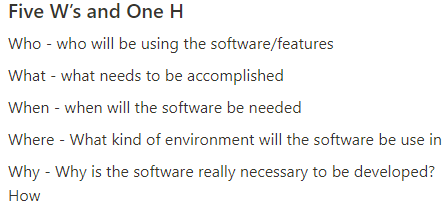 Five W's and One H
Who - who will be using the software/features
What - what needs to be accomplished
When - when will the software be needed
Where - What kind of environment will the software be use in
Why - Why is the software really necessary to be developed?
How